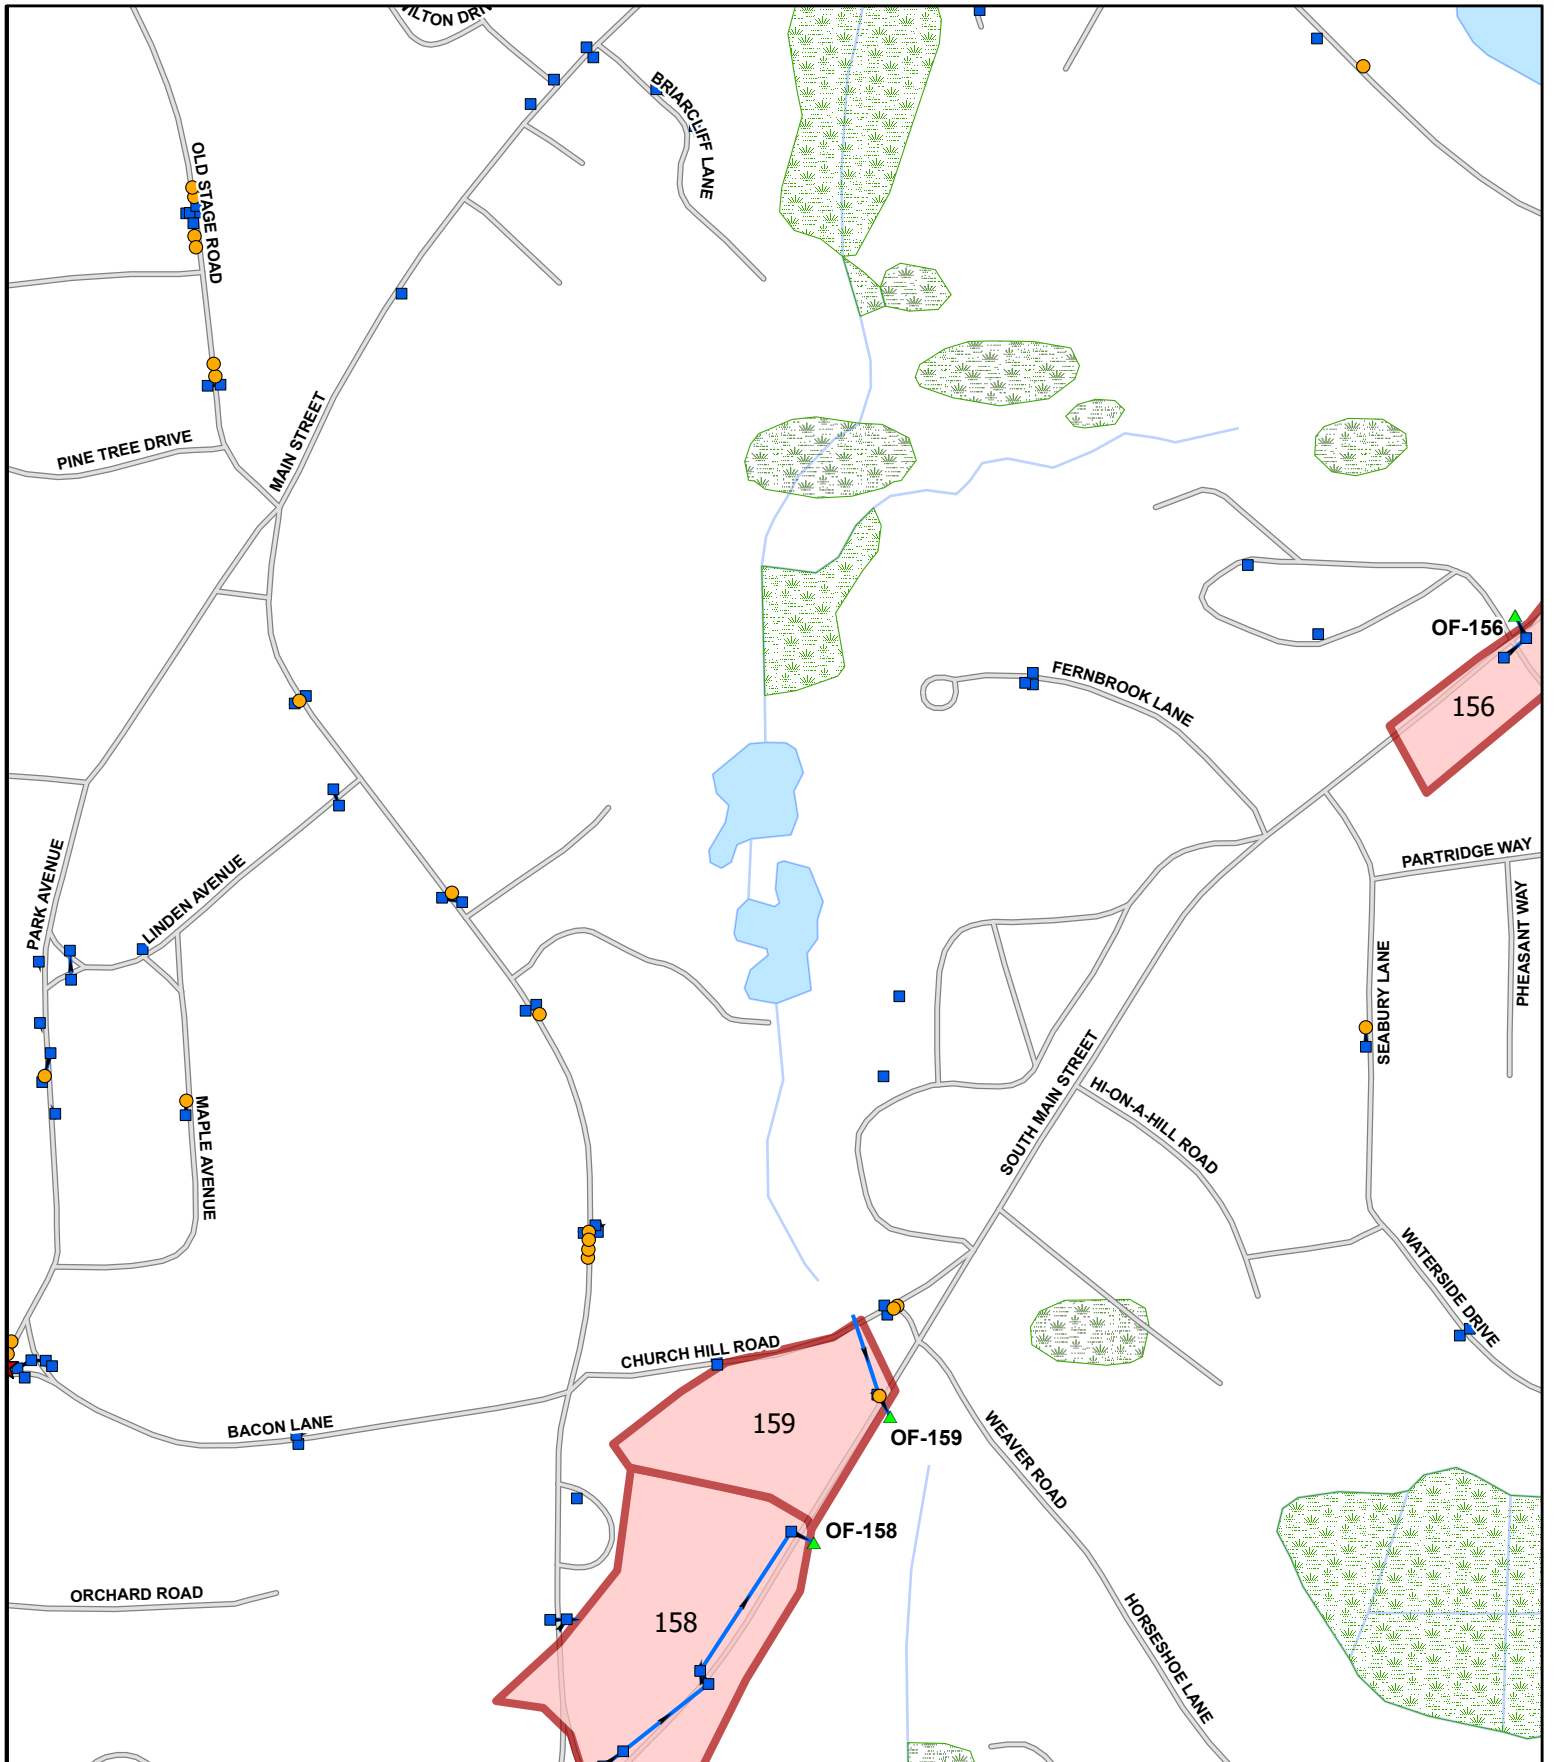 BRIARCLIFF LANE
OLD STAGE ROAD
MAIN STREET
PINE TREE DRIVE
OF-156
156
FERNBROOK LANE
PARTRIDGE WAY
PARK AVENUE
LINDEN AVENUE
PHEASANT WAY
SEABURY LANE
SOUTH MAIN STREET
HI-ON-A-HILL ROAD
MAPLE AVENUE
WATERSIDE DRIVE
CHURCH HILL ROAD
159
BACON LANE
OF-159
WEAVER ROAD
OF-158
ORCHARD ROAD
158
HORSESHOE LANE